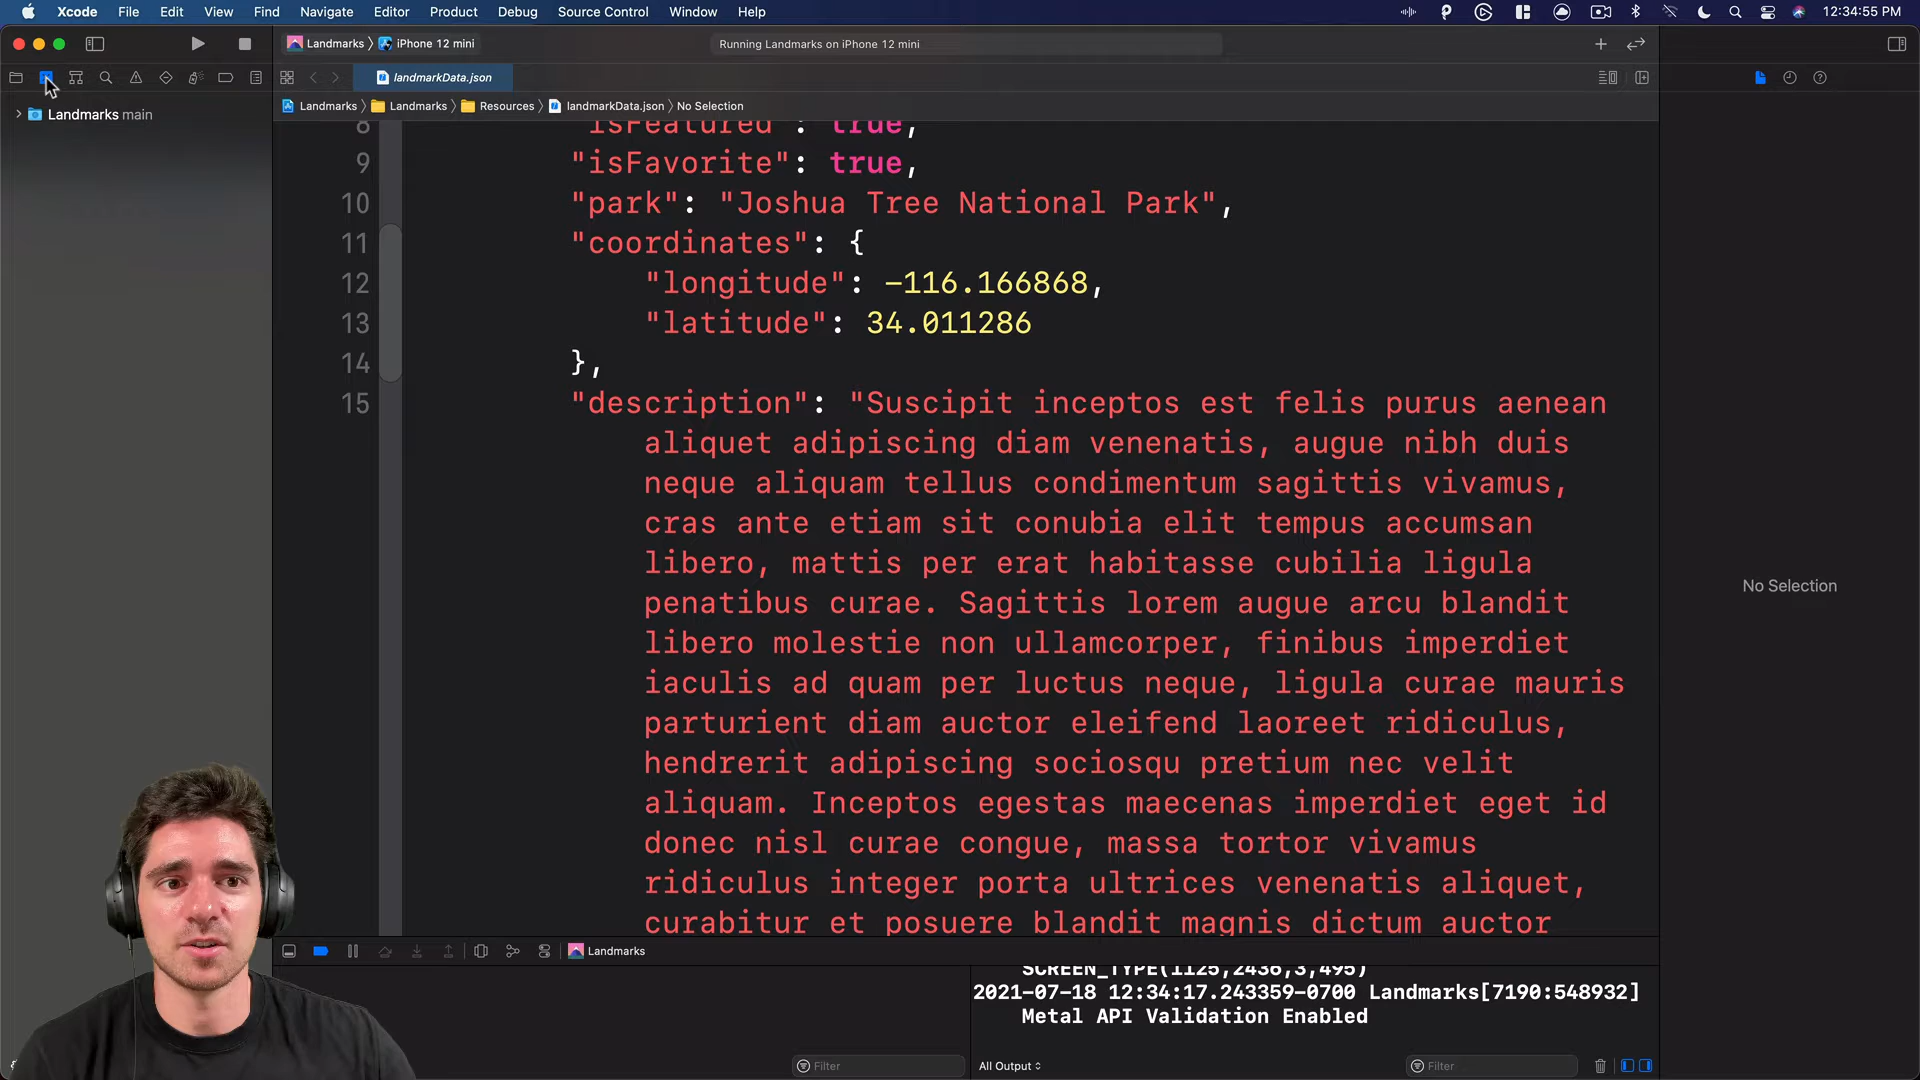 Xcode File Edit View Find Navigate Editor Product Debug Source Control Window Help 12:34:55 PM
Landmarks iPhone 12 mini Running Landmarks on iPhone 12 mini
landmarkData.json
Landmarks Landmarks Resources landmarkData.json No Selection
Landmarks main
8 "isFeatured": true,
9 "isFavorite": true,
10 "park": "Joshua Tree National Park",
11 "coordinates": {
12 "longitude": -116.166868,
13 "latitude": 34.011286
14 },
15 "description": "Suscipit inceptos est felis purus aenean
aliquet adipiscing diam venenatis, augue nibh duis
neque aliquam tellus condimentum sagittis vivamus,
cras ante etiam sit conubia elit tempus accumsan
libero, mattis per erat habitasse cubilia ligula
penatibus curae. Sagittis lorem augue arcu blandit
libero molestie non ullamcorper, finibus imperdiet
iaculis ad quam per luctus neque, ligula curae mauris
parturient diam auctor eleifend laoreet ridiculus,
hendrerit adipiscing sociosqu pretium nec velit
aliquam. Inceptos egestas maecenas imperdiet eget id
donec nisl curae congue, massa tortor vivamus
ridiculus integer porta ultrices venenatis aliquet,
curabitur et posuere blandit magnis dictum auctor
No Selection
Landmarks
SCREEN_TYPE(1125,2436,3,495)
2021-07-18 12:34:17.243359-0700 Landmarks[7190:548932]
Metal API Validation Enabled
Filter
All Output
Filter